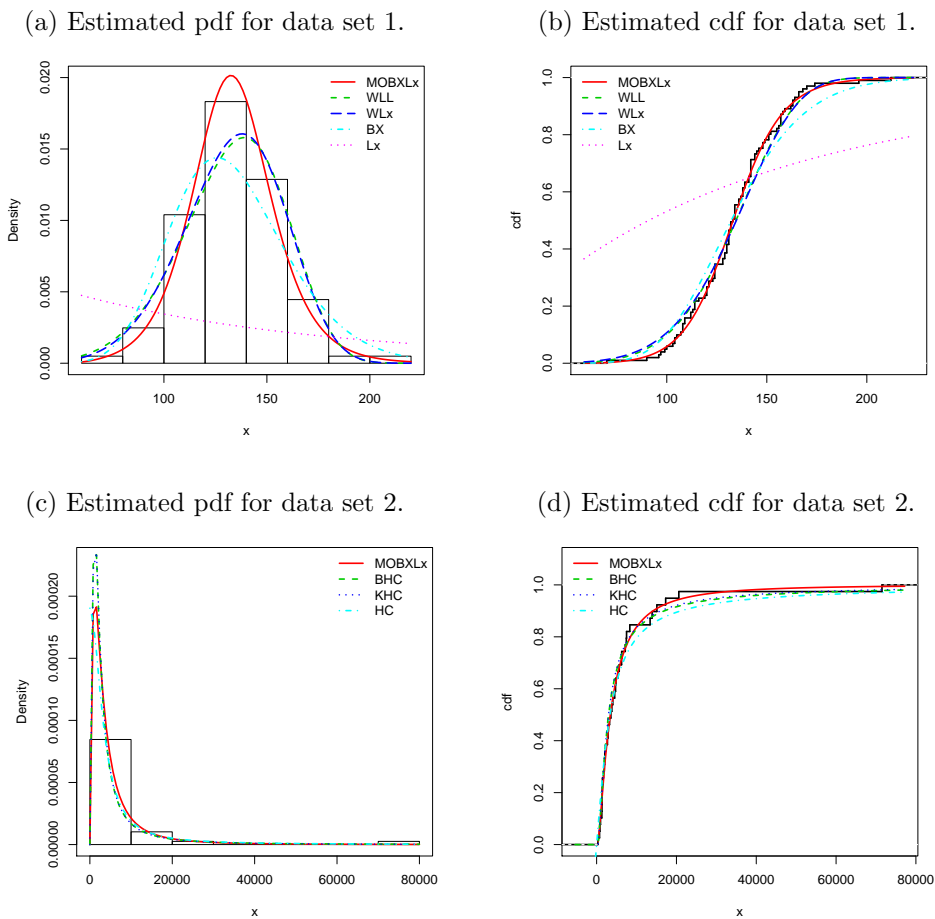 (a) Estimated pdf for data set 1.
0.020
0.015
0.010
0.005
0.000
Density
100
150
200
x
MOBXLx
WLL
WLx
BX
Lx
(b) Estimated cdf for data set 1.
1.0
0.8
0.6
0.4
0.2
0.0
cdf
100
150
200
x
MOBXLx
WLL
WLx
BX
Lx
(c) Estimated pdf for data set 2.
0.00020
0.00015
0.00010
0.00005
0.00000
Density
0
20000
40000
60000
80000
x
MOBXLx
BHC
KHC
HC
(d) Estimated cdf for data set 2.
1.0
0.8
0.6
0.4
0.2
0.0
cdf
0
20000
40000
60000
80000
x
MOBXLx
BHC
KHC
HC